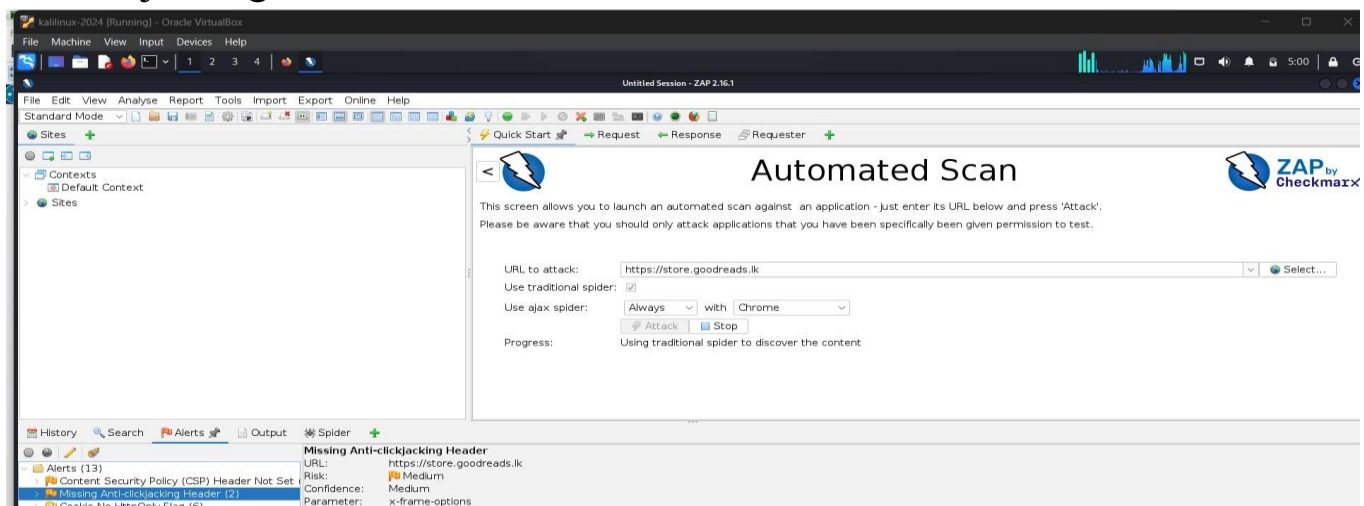 kalilinux-2024 [Running] - Oracle VirtualBox
File Machine View Input Devices Help
1 2 3 4
5:00
Untitled Session - ZAP 2.16.1
File Edit View Analyse Report Tools Import Export Online Help
Standard Mode
Sites
Quick Start Request Response Requester
Contexts
Default Context
Sites
Automated Scan
ZAP by Checkmarx
This screen allows you to launch an automated scan against an application - just enter its URL below and press 'Attack'.
Please be aware that you should only attack applications that you have been specifically been given permission to test.
URL to attack: https://store.goodreads.lk Select...
Use traditional spider:
Use ajax spider: Always with Chrome
Attack Stop
Progress: Using traditional spider to discover the content
History Search Alerts Output Spider
Alerts (13)
Content Security Policy (CSP) Header Not Set
Missing Anti-clickjacking Header (2)
Cookie No HttpOnly Flag (6)
Missing Anti-clickjacking Header
URL: https://store.goodreads.lk
Risk: Medium
Confidence: Medium
Parameter: x-frame-options